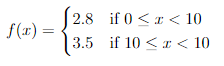 f(x) = { 2.8 if 0 ≤ x < 10
3.5 if 10 ≤ x < 10